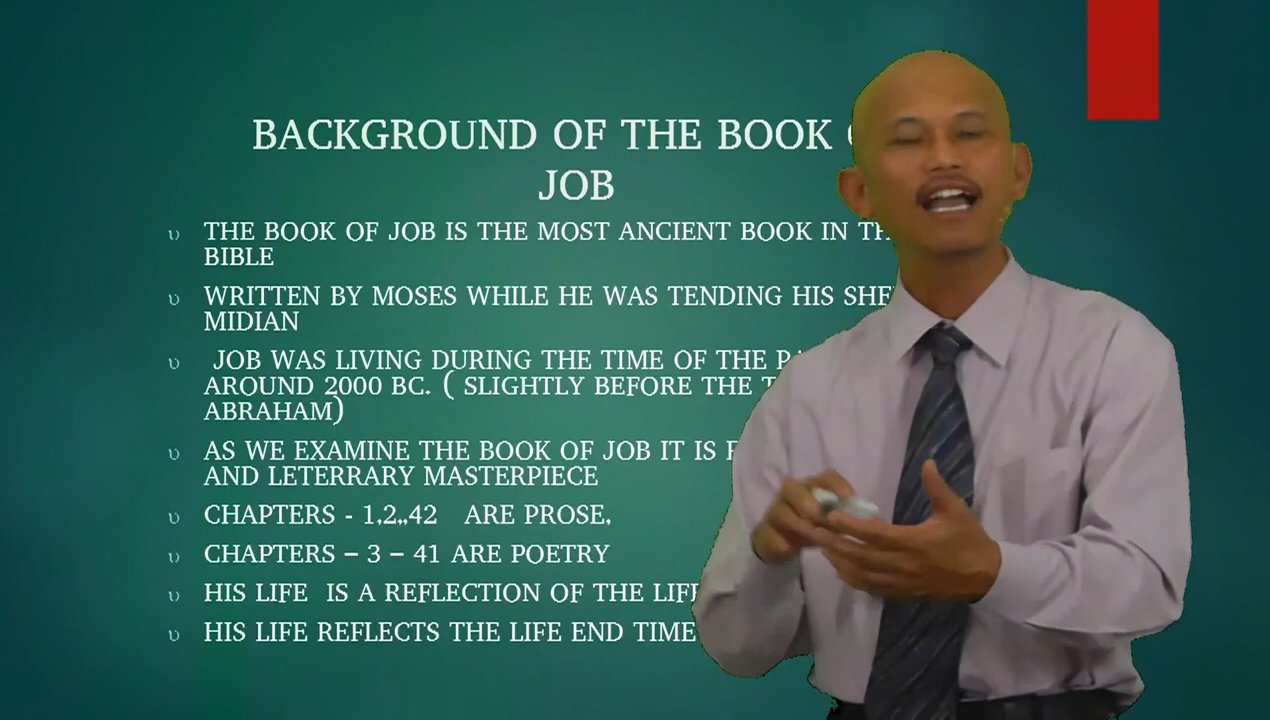 BACKGROUND OF THE BOOK
JOB
THE BOOK OF JOB IS THE MOST ANCIENT BOOK IN
BIBLE
WRITTEN BY MOSES WHILE HE WAS TENDING HIS
MIDIAN
JOB WAS LIVING DURING THE TIME OF THE
AROUND 2000 BC. ( SLIGHTLY BEFORE THE
ABRAHAM)
AS WE EXAMINE THE BOOK OF JOB IT IS
AND LETERRARY MASTERPIECE
CHAPTERS - 1,2,,42 ARE PROSE,
CHAPTERS – 3 – 41 ARE POETRY
HIS LIFE IS A REFLECTION OF THE
HIS LIFE REFLECTS THE LIFE END TIME